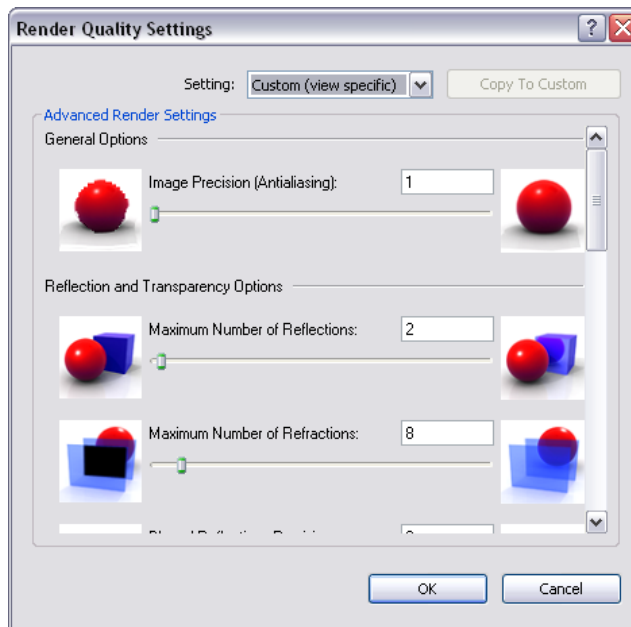 Render Quality Settings
Setting: Custom (view specific) Copy To Custom
Advanced Render Settings
General Options
Image Precision (Antialiasing): 1
Reflection and Transparency Options
Maximum Number of Reflections: 2
Maximum Number of Refractions: 8
OK Cancel